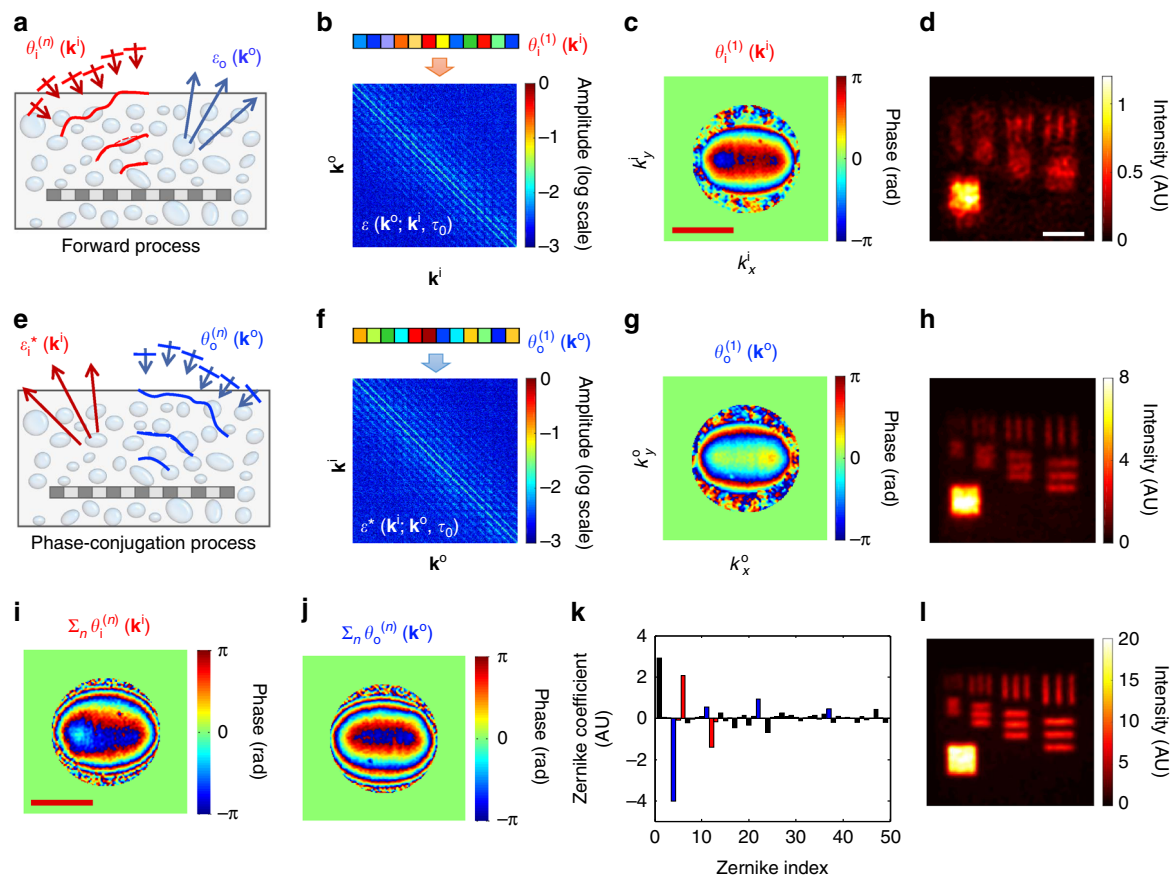 a
θi(n) (ki)
εo (ko)
Forward process
b
θi(1) (ki)
ko
ε (ko; ki, τ0)
ki
0
−1
−2
−3
Amplitude (log scale)
c
θi(1) (ki)
kyi
kxi
π
0
−π
Phase (rad)
d
1
0.5
0
Intensity (AU)
e
εi* (ki)
θo(n) (ko)
Phase-conjugation process
f
θo(1) (ko)
ki
ε* (ki; ko, τ0)
ko
0
−1
−2
−3
Amplitude (log scale)
g
θo(1) (ko)
kyo
kxo
π
0
−π
Phase (rad)
h
8
4
0
Intensity (AU)
i
Σn θi(n) (ki)
π
0
−π
Phase (rad)
j
Σn θo(n) (ko)
π
0
−π
Phase (rad)
k
Zernike coefficient
(AU)
4
2
0
−2
−4
0 10 20 30 40 50
Zernike index
l
20
15
10
5
0
Intensity (AU)